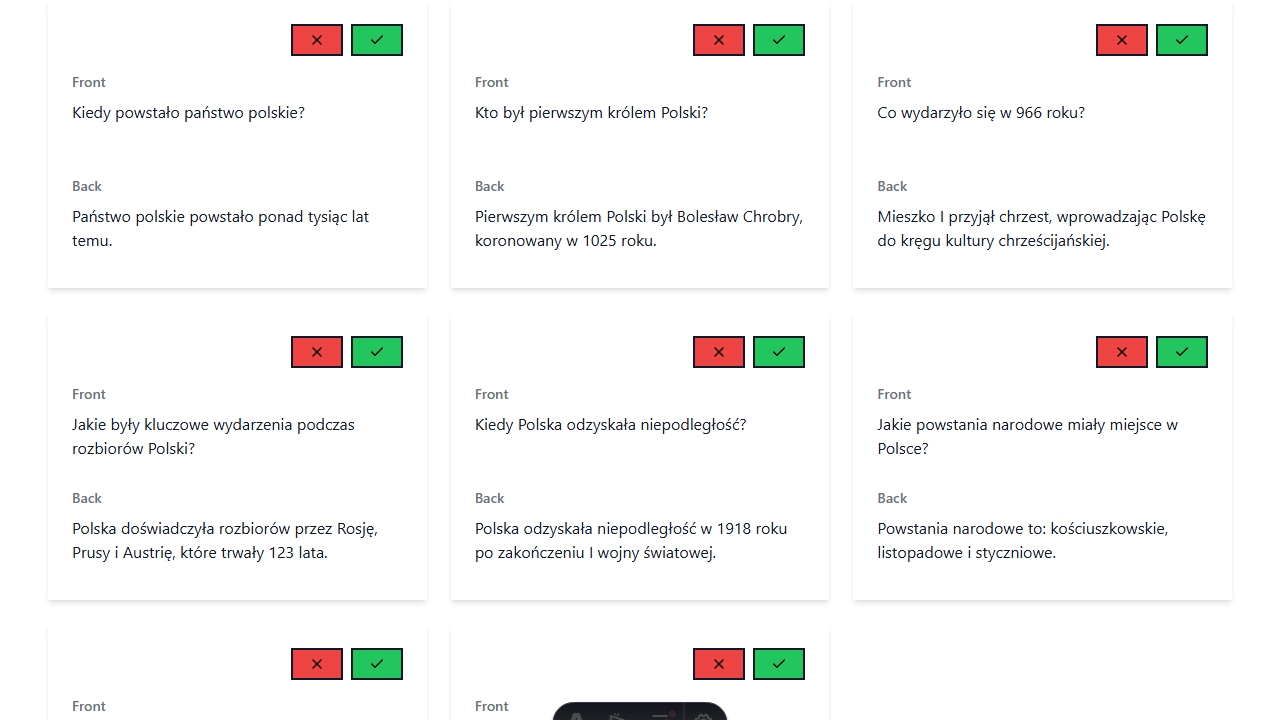 Front
Kiedy powstało państwo polskie?
Back
Państwo polskie powstało ponad tysiąc lat
temu.
Front
Kto był pierwszym królem Polski?
Back
Pierwszym królem Polski był Bolesław Chrobry,
koronowany w 1025 roku.
Front
Co wydarzyło się w 966 roku?
Back
Mieszko I przyjął chrzest, wprowadzając Polskę
do kręgu kultury chrześcijańskiej.
Front
Jakie były kluczowe wydarzenia podczas
rozbiorów Polski?
Back
Polska doświadczyła rozbiorów przez Rosję,
Prusy i Austrię, które trwały 123 lata.
Front
Kiedy Polska odzyskała niepodległość?
Back
Polska odzyskała niepodległość w 1918 roku
po zakończeniu I wojny światowej.
Front
Jakie powstania narodowe miały miejsce w
Polsce?
Back
Powstania narodowe to: kościuszkowskie,
listopadowe i styczniowe.
Front
Front